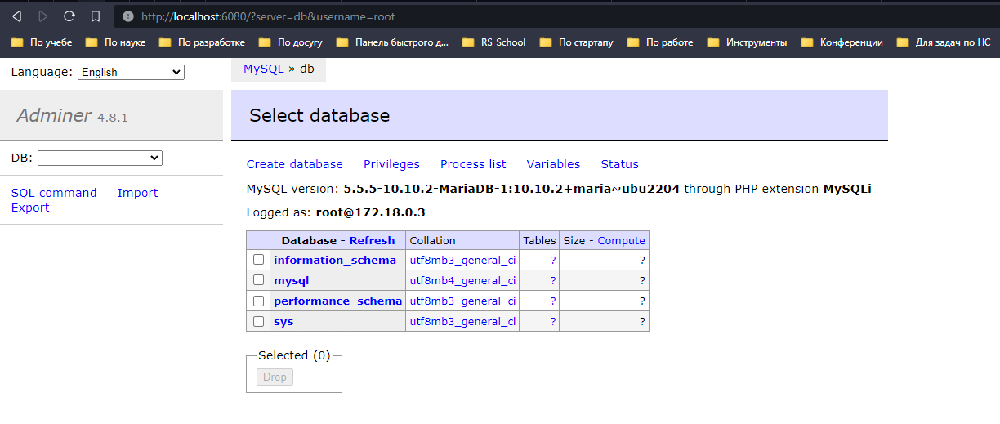 http://localhost:6080/?server=db&username=root
По учебе По науке По разработке По досугу Панель быстрого д... RS_School По стартапу По работе Инструменты Конференции Для задач по НС
Language: English
MySQL » db
Adminer 4.8.1
Select database
DB:
Create database Privileges Process list Variables Status
SQL command Import
Export
MySQL version: 5.5.5-10.10.2-MariaDB-1:10.10.2+maria~ubu2204 through PHP extension MySQLi
Logged as: root@172.18.0.3
Database - Refresh Collation Tables Size - Compute
information_schema utf8mb3_general_ci ? ?
mysql utf8mb4_general_ci ? ?
performance_schema utf8mb3_general_ci ? ?
sys utf8mb3_general_ci ? ?
Selected (0)
Drop